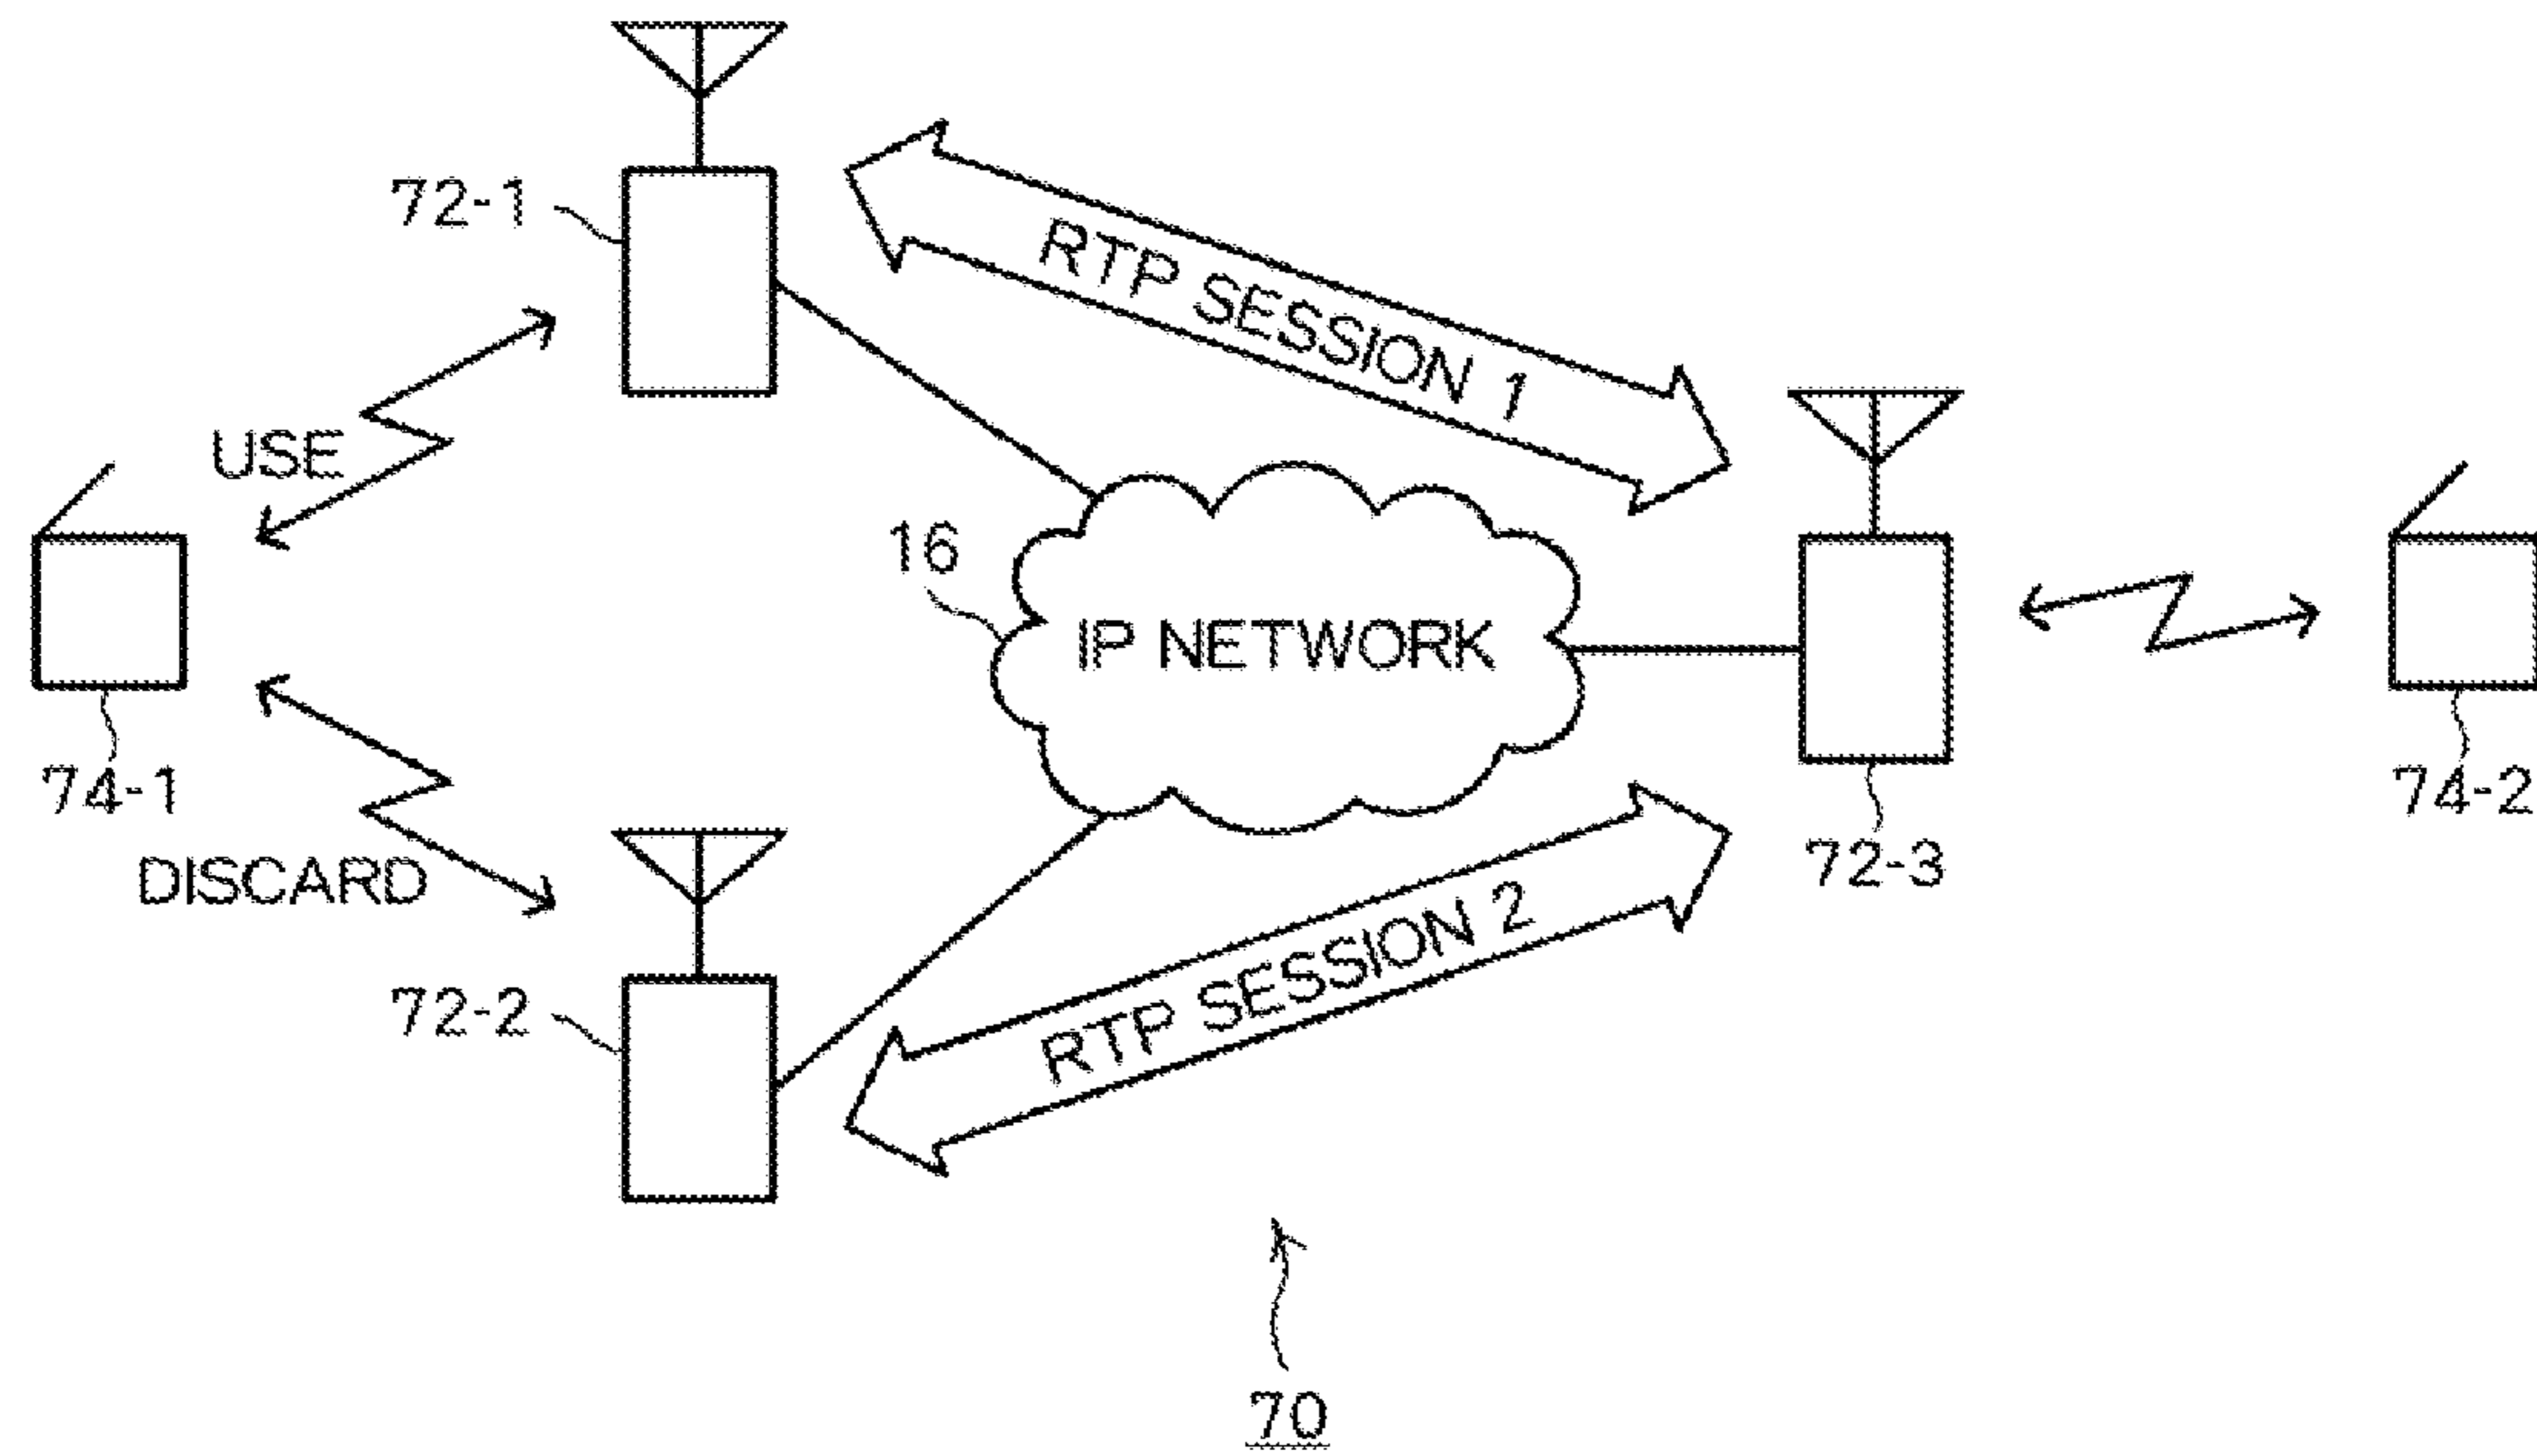 72-1
RTP SESSION 1
USE
16
IP NETWORK
74-1
74-2
72-3
DISCARD
RTP SESSION 2
72-2
70